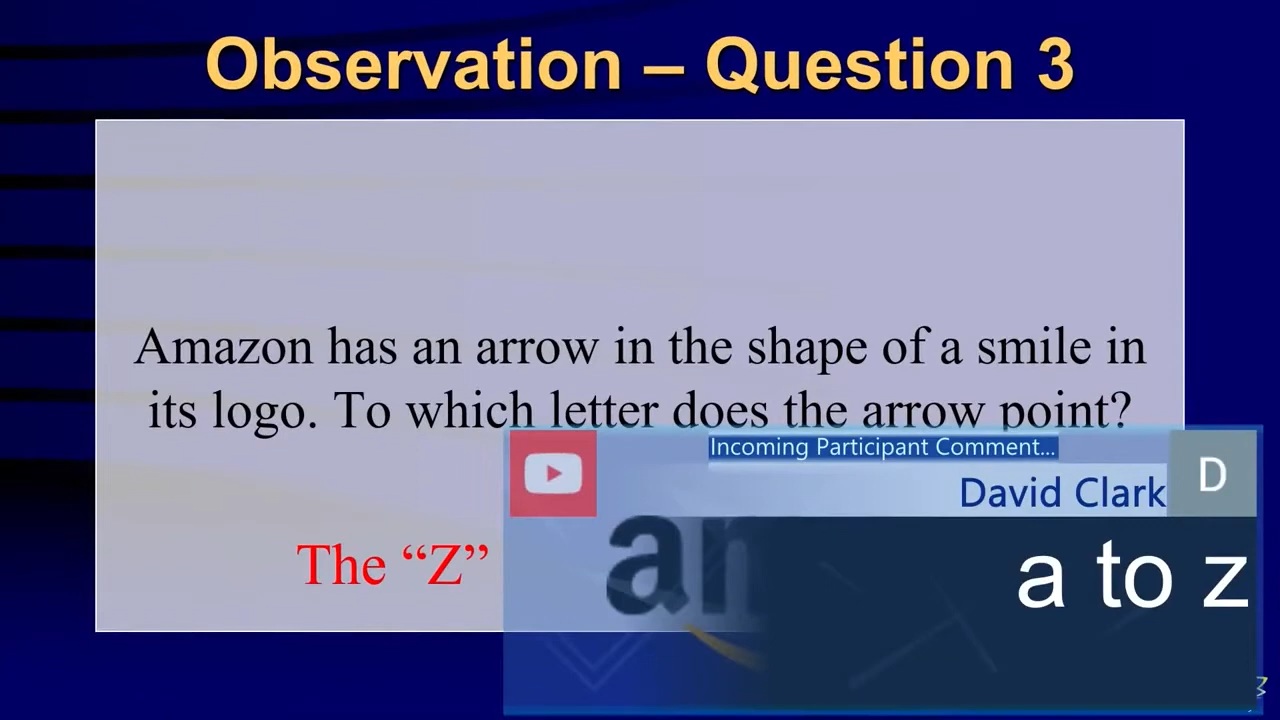 Observation – Question 3
Amazon has an arrow in the shape of a smile in
its logo. To which letter does the arrow point?
Incoming Participant Comment...
D
David Clark
The “Z”
am
a to z